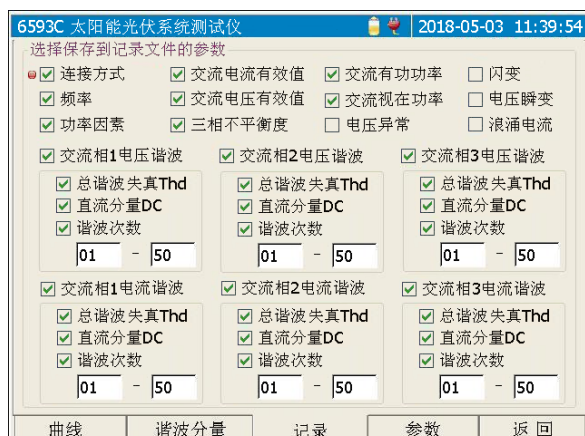 6593C 太阳能光伏系统测试仪 2018-05-03 11:39:54
选择保存到记录文件的参数
连接方式 交流电流有效值 交流有功功率 闪变
频率 交流电压有效值 交流视在功率 电压瞬变
功率因素 三相不平衡度 电压异常 浪涌电流
交流相1电压谐波 交流相2电压谐波 交流相3电压谐波
总谐波失真Thd 总谐波失真Thd 总谐波失真Thd
直流分量DC 直流分量DC 直流分量DC
谐波次数 谐波次数 谐波次数
01 - 50 01 - 50 01 - 50
交流相1电流谐波 交流相2电流谐波 交流相3电流谐波
总谐波失真Thd 总谐波失真Thd 总谐波失真Thd
直流分量DC 直流分量DC 直流分量DC
谐波次数 谐波次数 谐波次数
01 - 50 01 - 50 01 - 50
曲线 谐波分量 记录 参数 返回